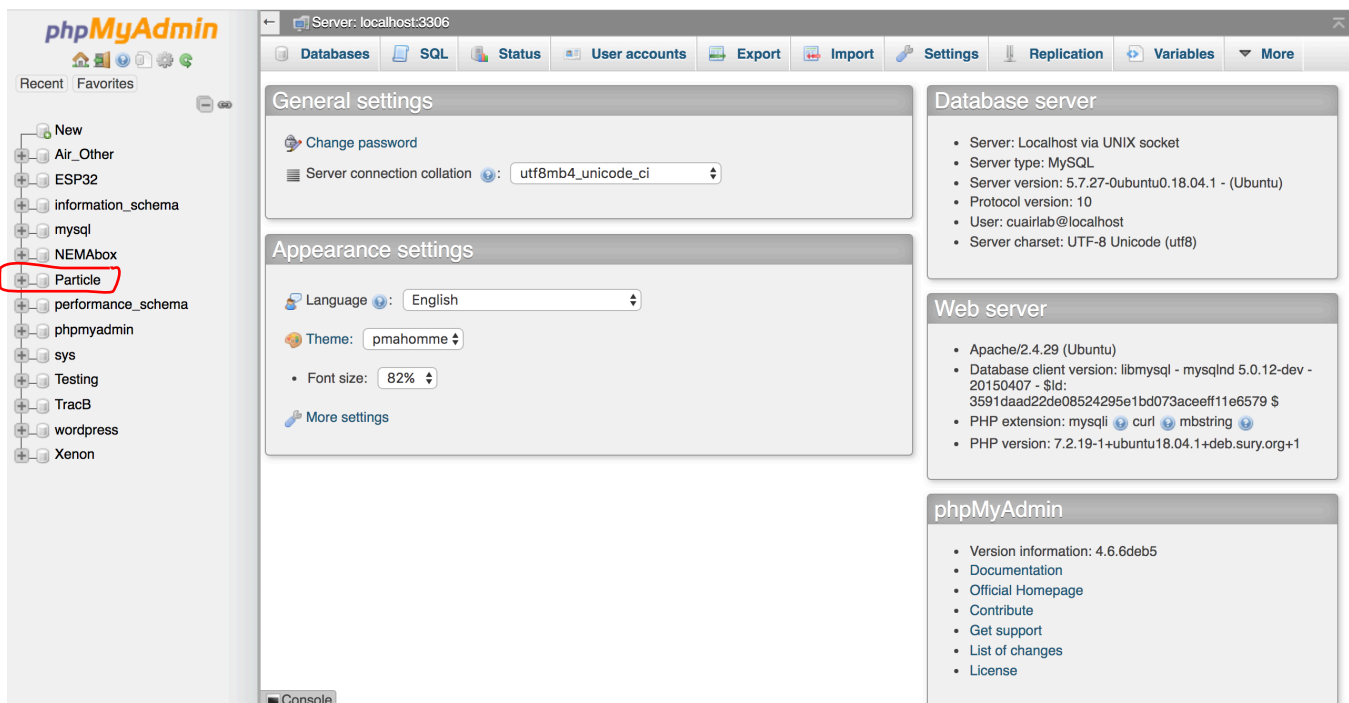 phpMyAdmin
Recent Favorites
New
Air_Other
ESP32
information_schema
mysql
NEMAbox
Particle
performance_schema
phpmyadmin
sys
Testing
TracB
wordpress
Xenon
Server: localhost:3306
Databases SQL Status User accounts Export Import Settings Replication Variables More
General settings
Change password
Server connection collation : utf8mb4_unicode_ci
Appearance settings
Language : English
Theme: pmahomme
Font size: 82%
More settings
Database server
Server: Localhost via UNIX socket
Server type: MySQL
Server version: 5.7.27-0ubuntu0.18.04.1 - (Ubuntu)
Protocol version: 10
User: cuairlab@localhost
Server charset: UTF-8 Unicode (utf8)
Web server
Apache/2.4.29 (Ubuntu)
Database client version: libmysql - mysqlnd 5.0.12-dev -
20150407 - $Id:
3591daad22de08524295e1bd073aceeff11e6579 $
PHP extension: mysqli curl mbstring
PHP version: 7.2.19-1+ubuntu18.04.1+deb.sury.org+1
phpMyAdmin
Version information: 4.6.6deb5
Documentation
Official Homepage
Contribute
Get support
List of changes
License
Console